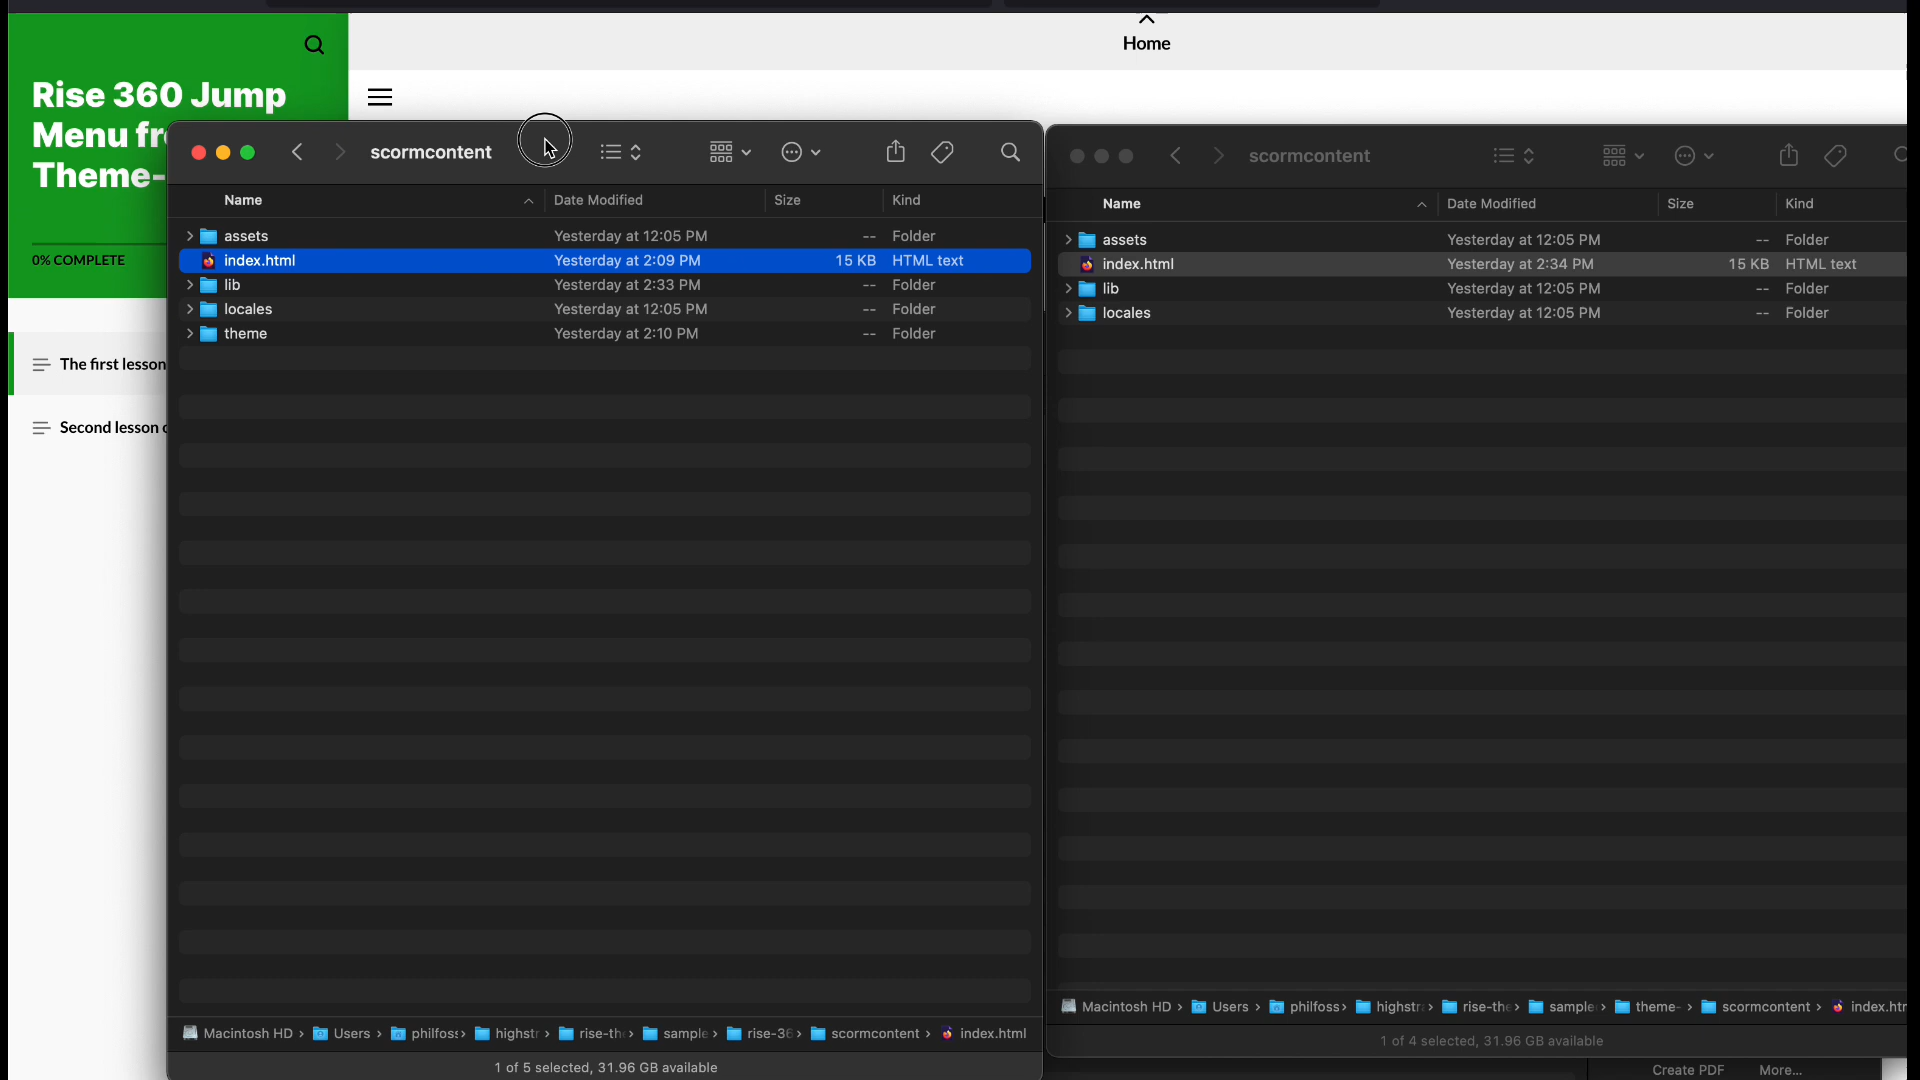 Home
Rise 360 Jump
Menu fr
Theme-
0% COMPLETE
The first lesson
Second lesson
scormcontent
Name Date Modified Size Kind
assets Yesterday at 12:05 PM -- Folder
index.html Yesterday at 2:09 PM 15 KB HTML text
lib Yesterday at 2:33 PM -- Folder
locales Yesterday at 12:05 PM -- Folder
theme Yesterday at 2:10 PM -- Folder
Macintosh HD › Users › philfoss › highstr › rise-the › sample › rise-36 › scormcontent › index.html
1 of 5 selected, 31.96 GB available
scormcontent
Name Date Modified Size Kind
assets Yesterday at 12:05 PM -- Folder
index.html Yesterday at 2:34 PM 15 KB HTML text
lib Yesterday at 12:05 PM -- Folder
locales Yesterday at 12:05 PM -- Folder
Macintosh HD › Users › philfoss › highstr › rise-the › sample › theme- › scormcontent › index.htm
1 of 4 selected, 31.96 GB available
Create PDF More...